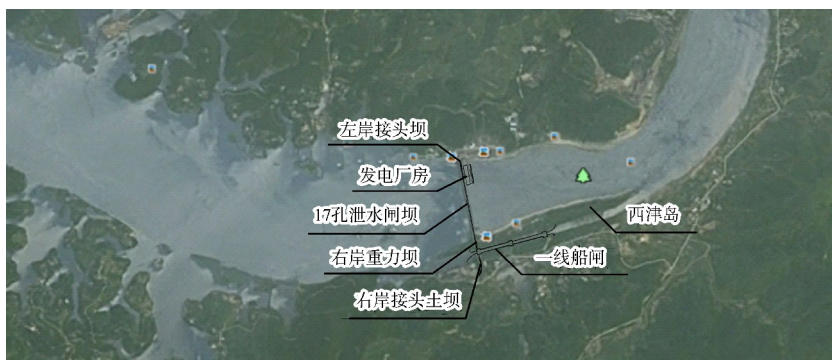 左岸接头坝
发电厂房
17孔泄水闸坝
右岸重力坝
右岸接头土坝
一线船闸
西津岛